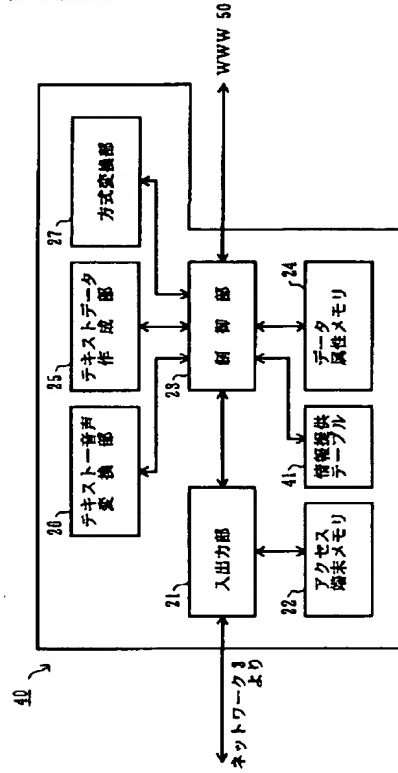 40
ネットワーク3
より
21
入出力部
22
アクセス
端末メモリ
26
テキスト－音声
変換部
25
テキストデータ
作成部
27
方式変換部
23
制御部
41
情報提供
テーブル
24
データ
属性メモリ
WWW 50